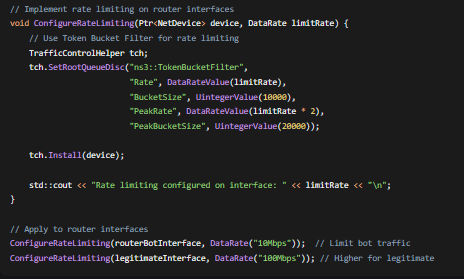 // Implement rate limiting on router interfaces
void ConfigureRateLimiting(Ptr<NetDevice> device, DataRate limitRate) {
// Use Token Bucket Filter for rate limiting
TrafficControlHelper tch;
tch.SetRootQueueDisc("ns3::TokenBucketFilter",
"Rate", DataRateValue(limitRate),
"BucketSize", UintegerValue(10000),
"PeakRate", DataRateValue(limitRate * 2),
"PeakBucketSize", UintegerValue(20000));
tch.Install(device);
std::cout << "Rate limiting configured on interface: " << limitRate << "\n";
}
// Apply to router interfaces
ConfigureRateLimiting(routerBotInterface, DataRate("10Mbps"));  // Limit bot traffic
ConfigureRateLimiting(legitimateInterface, DataRate("100Mbps")); // Higher for legitimate